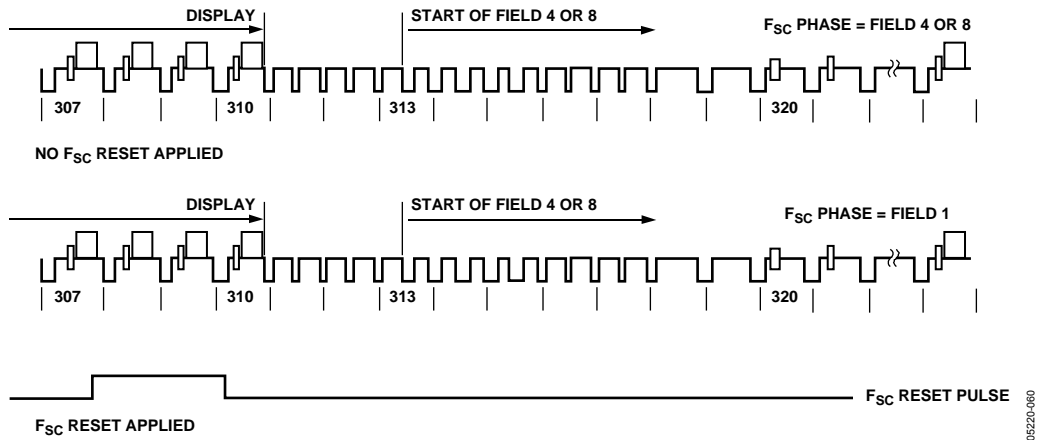 DISPLAY START OF FIELD 4 OR 8 FSC PHASE = FIELD 4 OR 8
307 310 313 320
NO FSC RESET APPLIED
DISPLAY START OF FIELD 4 OR 8 FSC PHASE = FIELD 1
307 310 313 320
FSC RESET PULSE
FSC RESET APPLIED
05220-060